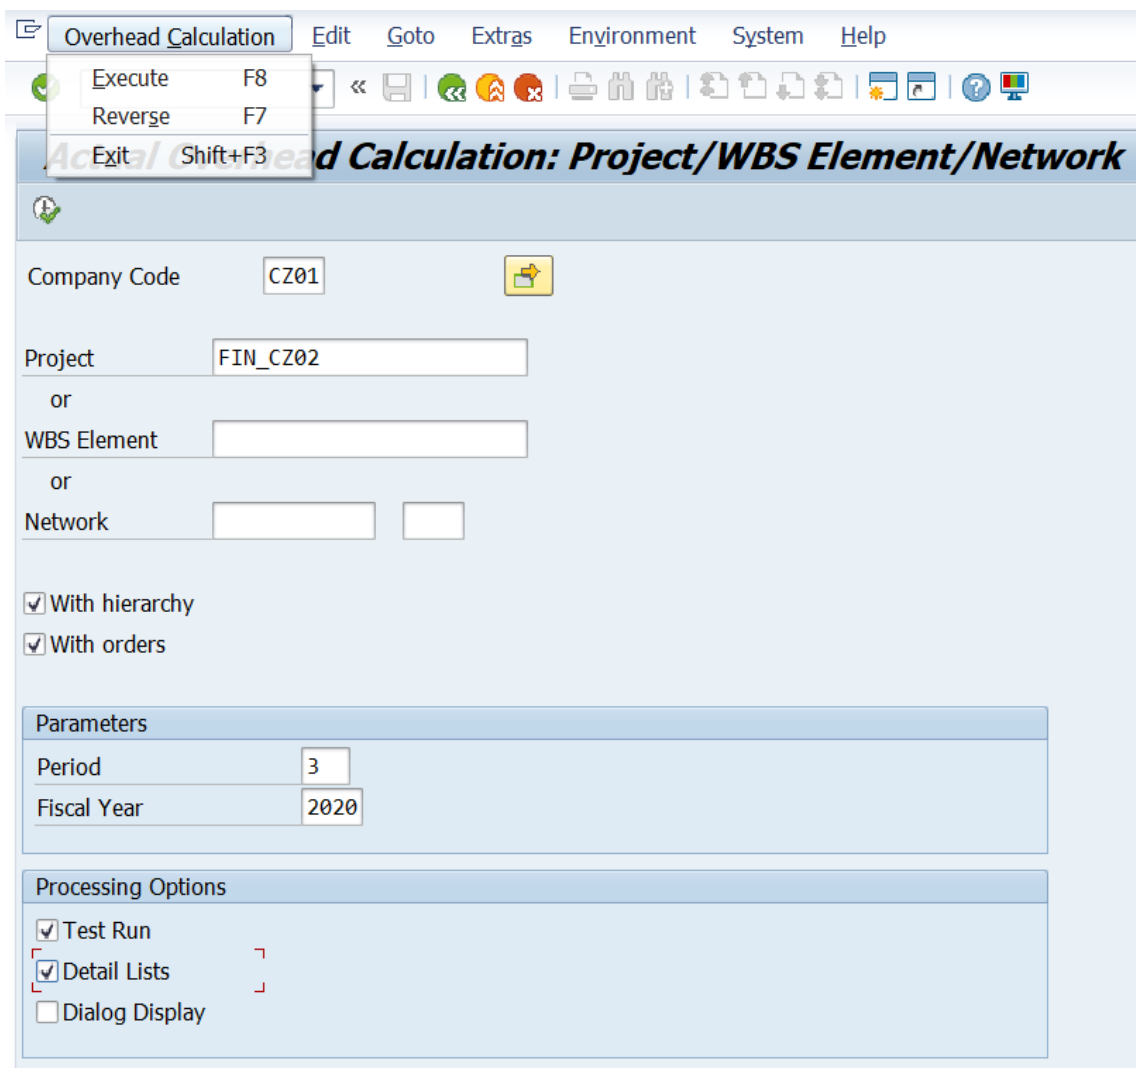 Overhead Calculation Edit Goto Extras Environment System Help
Execute F8
Reverse F7
Exit Shift+F3
Actual Overhead Calculation: Project/WBS Element/Network
Company Code CZ01
Project FIN_CZ02
or
WBS Element
or
Network
With hierarchy
With orders
Parameters
Period 3
Fiscal Year 2020
Processing Options
Test Run
Detail Lists
Dialog Display